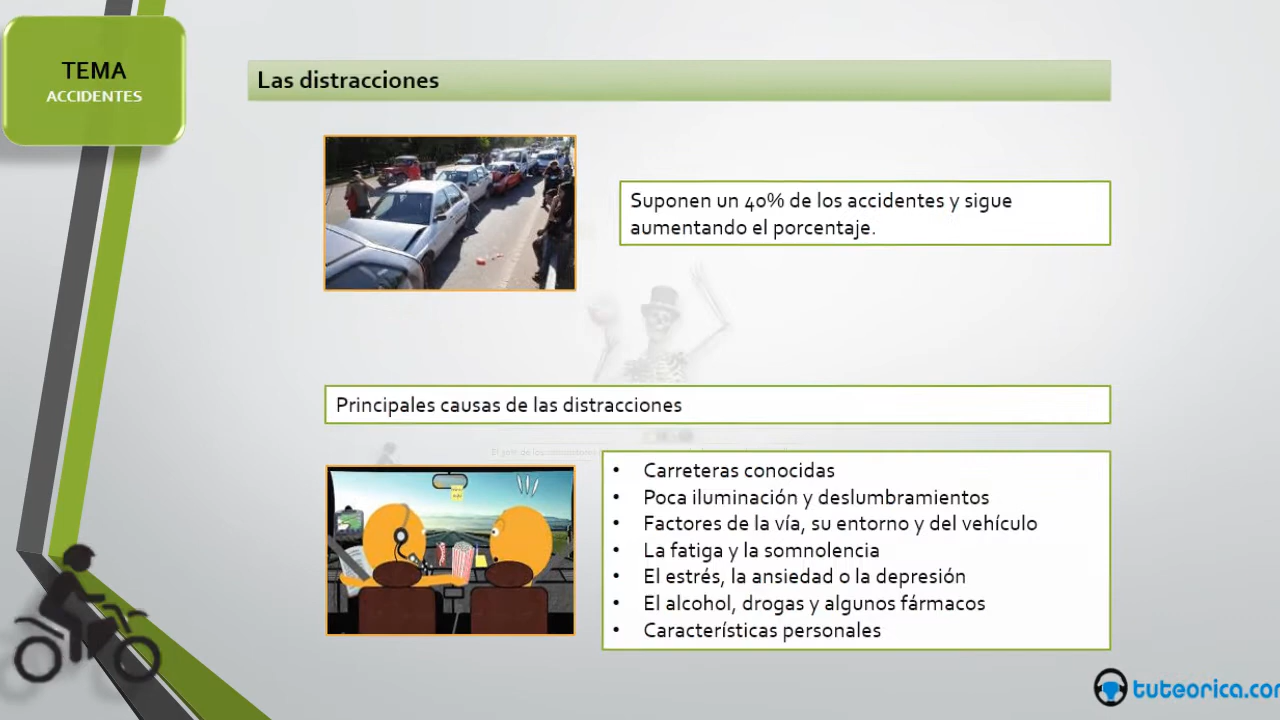 TEMA
ACCIDENTES
Las distracciones
Suponen un 40% de los accidentes y sigue
aumentando el porcentaje.
Principales causas de las distracciones
• Carreteras conocidas
• Poca iluminación y deslumbramientos
• Factores de la vía, su entorno y del vehículo
• La fatiga y la somnolencia
• El estrés, la ansiedad o la depresión
• El alcohol, drogas y algunos fármacos
• Características personales
tuteorica.com